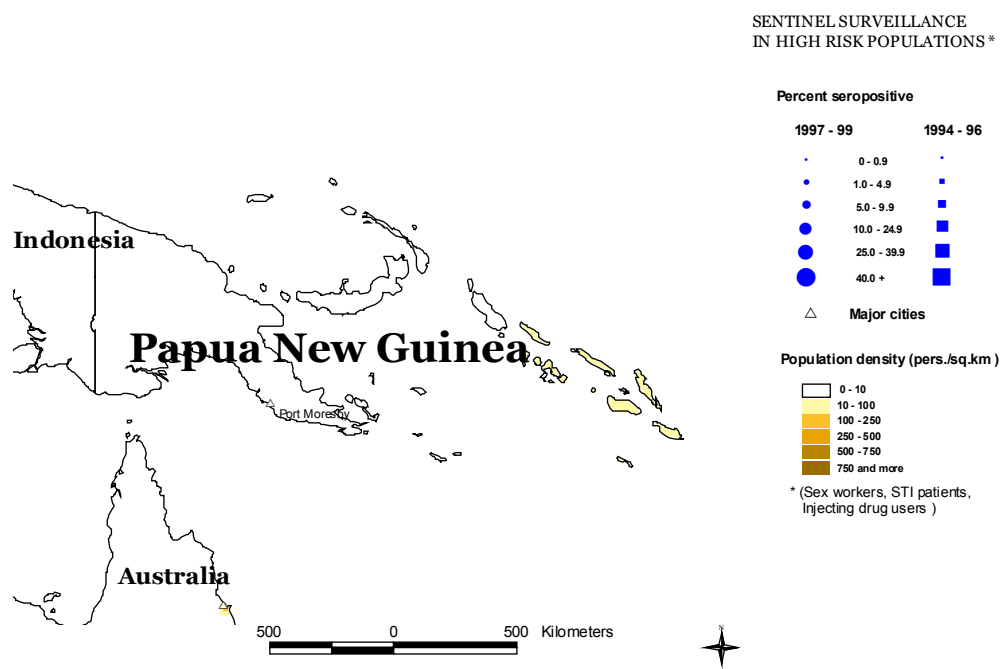 SENTINEL SURVEILLANCE
IN HIGH RISK POPULATIONS *
Percent seropositive
1997 - 99 1994 - 96
0 - 0.9
1.0 - 4.9
5.0 - 9.9
10.0 - 24.9
25.0 - 39.9
40.0 +
Major cities
Population density (pers./sq.km )
0 - 10
10 - 100
100 - 250
250 - 500
500 - 750
750 and more
* (Sex workers, STI patients,
Injecting drug users )
Indonesia
Papua New Guinea
Port Moresby
Australia
500 0 500 Kilometers
N